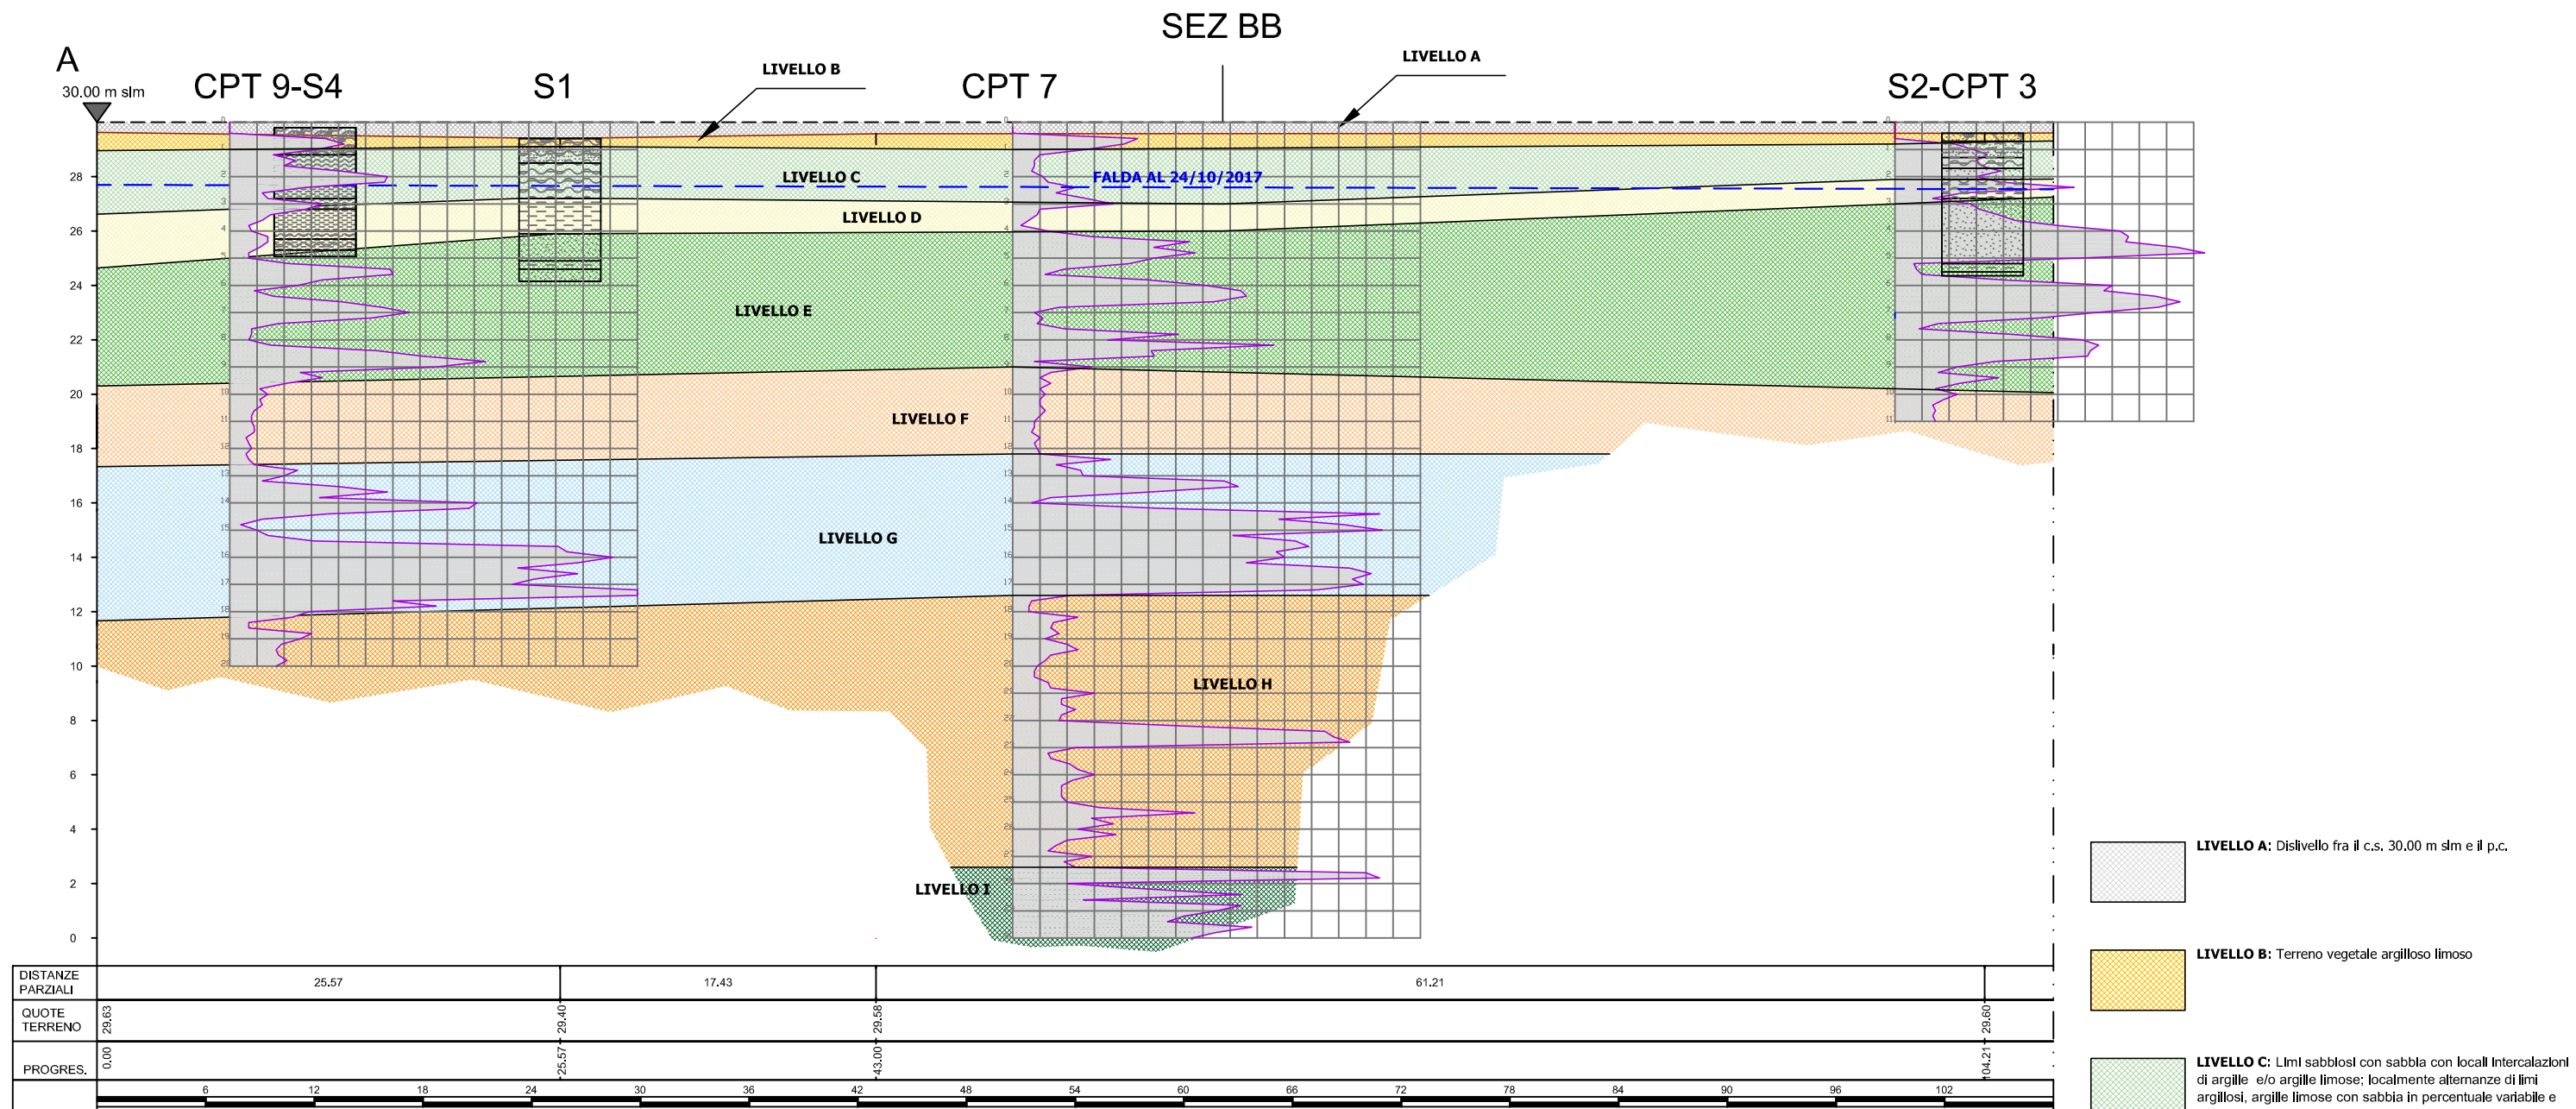 SEZ BB
A
30.00 m slm
CPT 9-S4
S1
LIVELLO B
CPT 7
LIVELLO A
S2-CPT 3
28
26
24
22
20
18
16
14
12
10
8
6
4
2
0
LIVELLO C
FALDA AL 24/10/2017
LIVELLO D
LIVELLO E
LIVELLO F
LIVELLO G
LIVELLO H
LIVELLO I
DISTANZE PARZIALI
25.57
17.43
61.21
QUOTE TERRENO
29.63
29.40
29.58
29.60
PROGRES.
0.00
25.57
43.00
104.21
6 12 18 24 30 36 42 48 54 60 66 72 78 84 90 96 102
LIVELLO A: Dislivello fra il c.s. 30.00 m slm e il p.c.
LIVELLO B: Terreno vegetale argilloso limoso
LIVELLO C: Limi sabbiosi con sabbia con locali intercalazioni
di argille e/o argille limose; localmente alternanze di limi
argillosi, argille limose con sabbia in percentuale variabile e